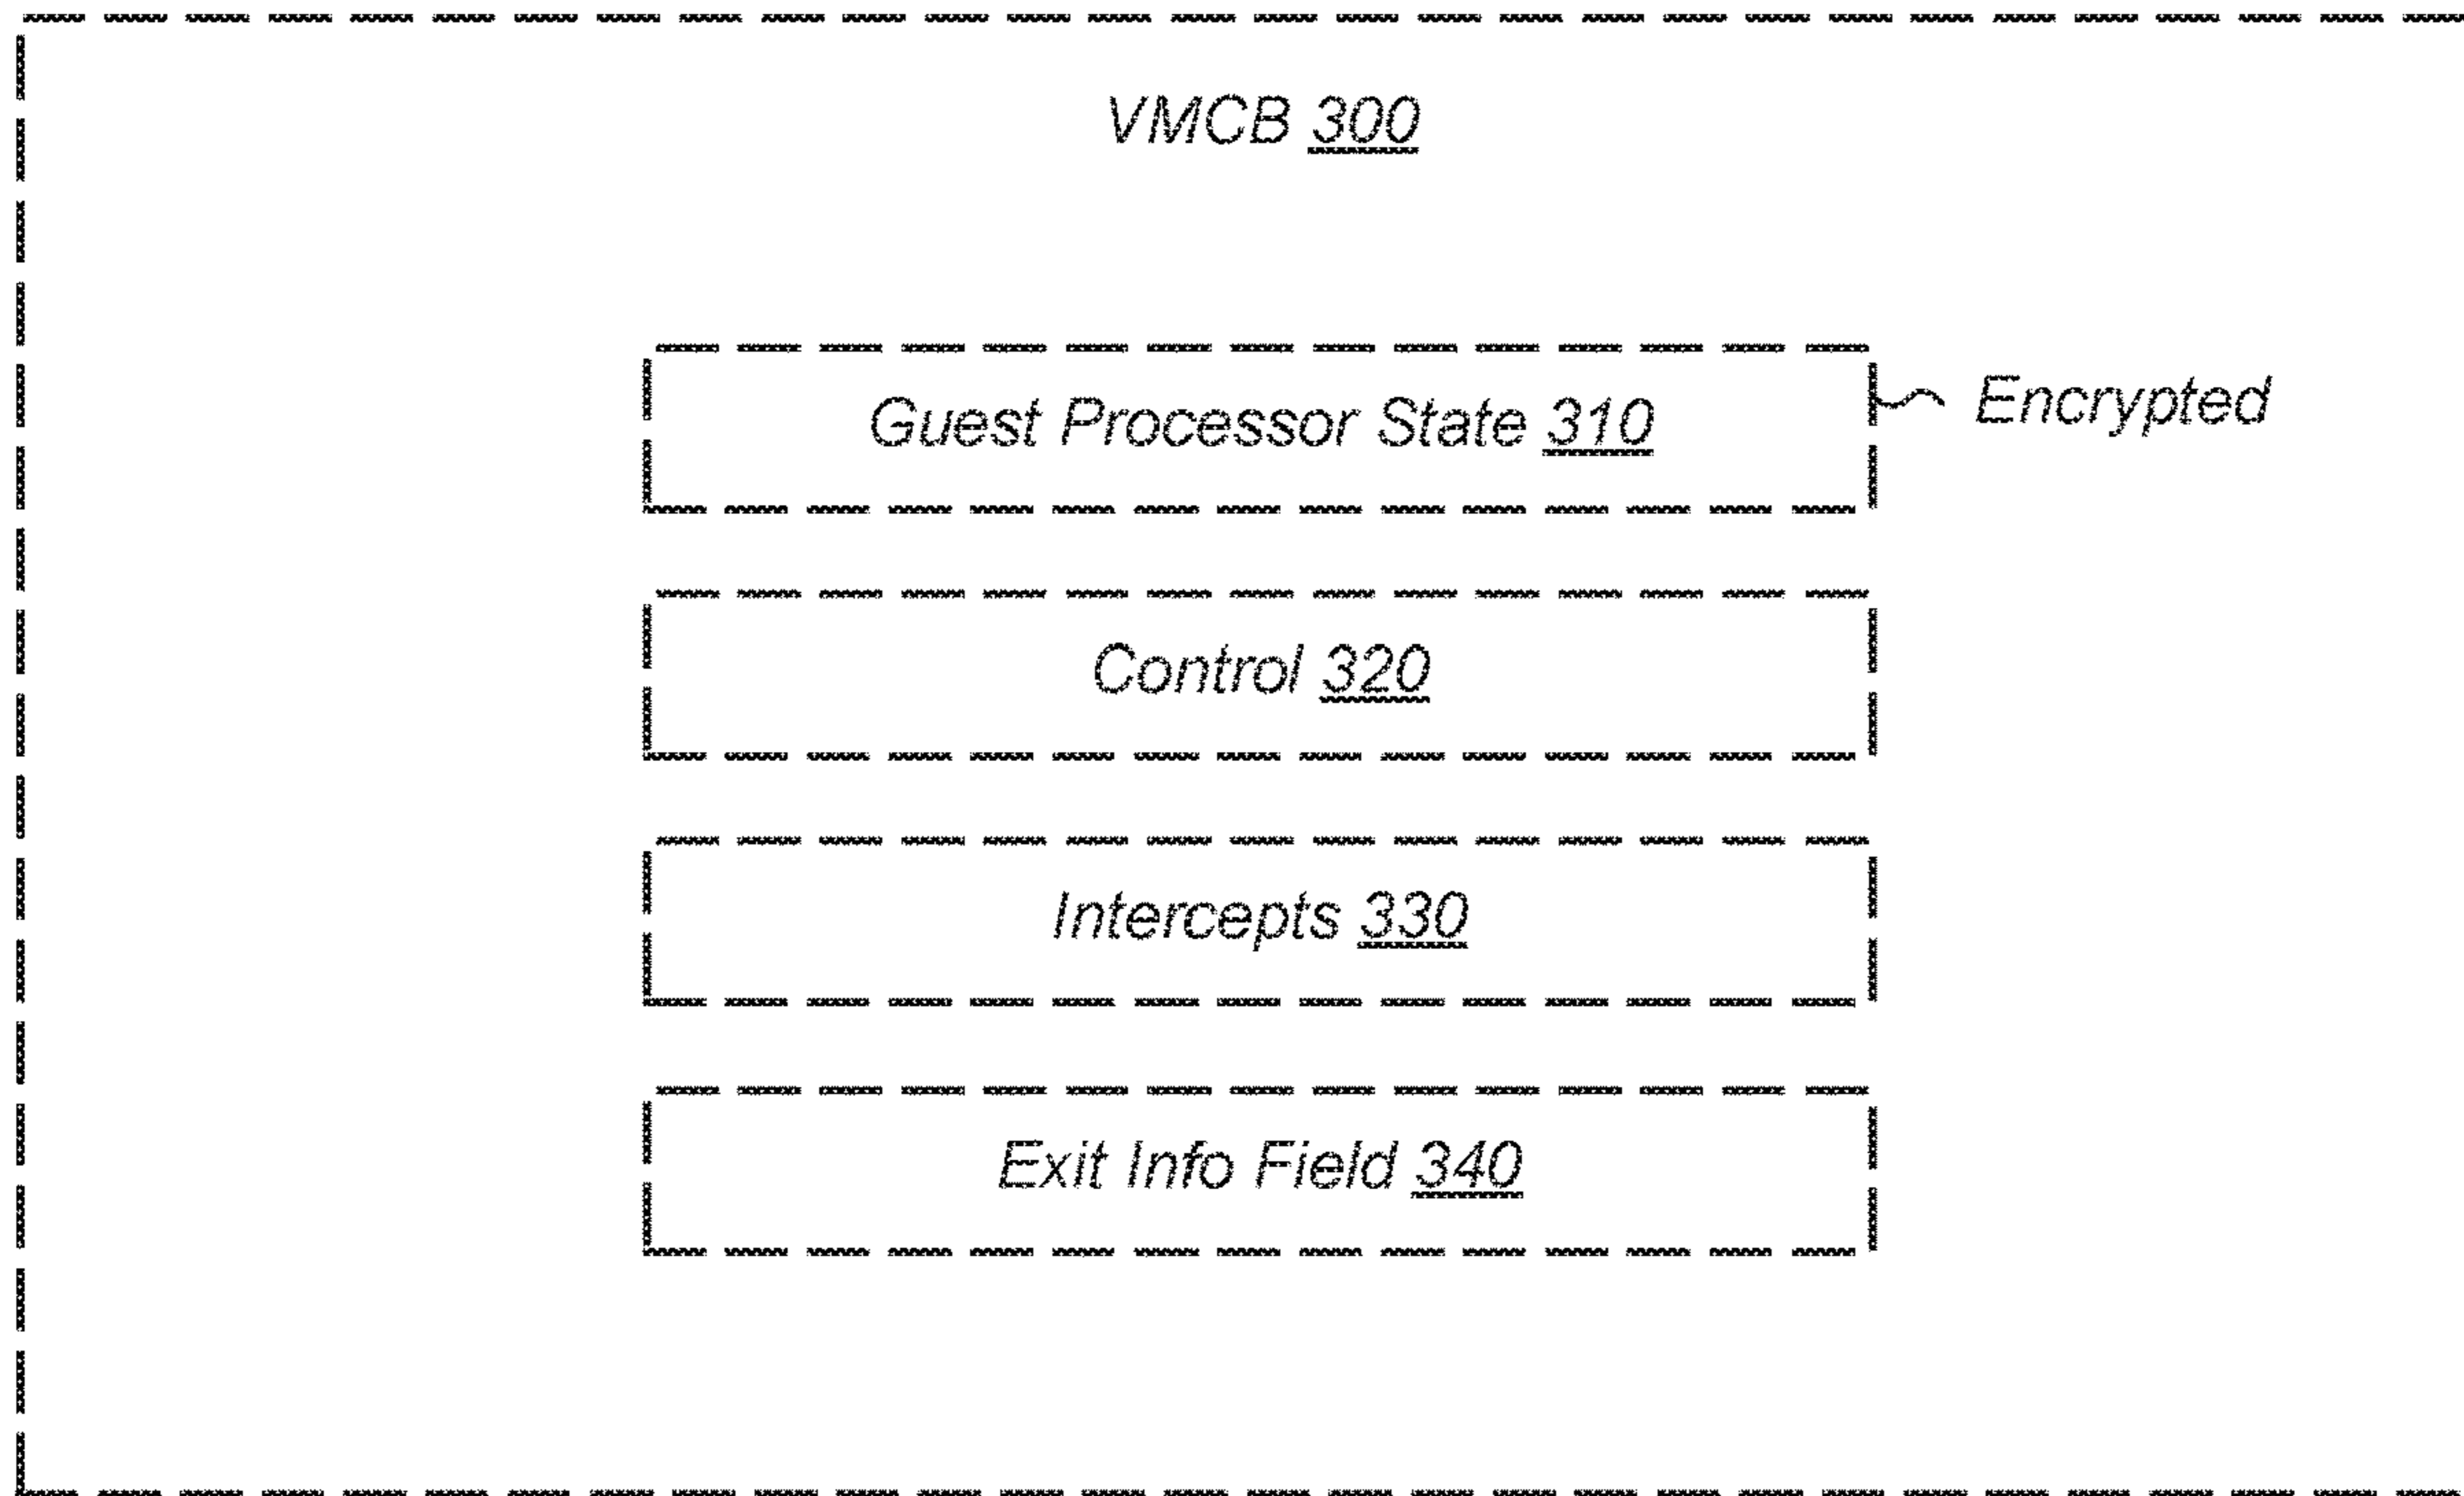 VMCB 300
Guest Processor State 310
Encrypted
Control 320
Intercepts 330
Exit Info Field 340